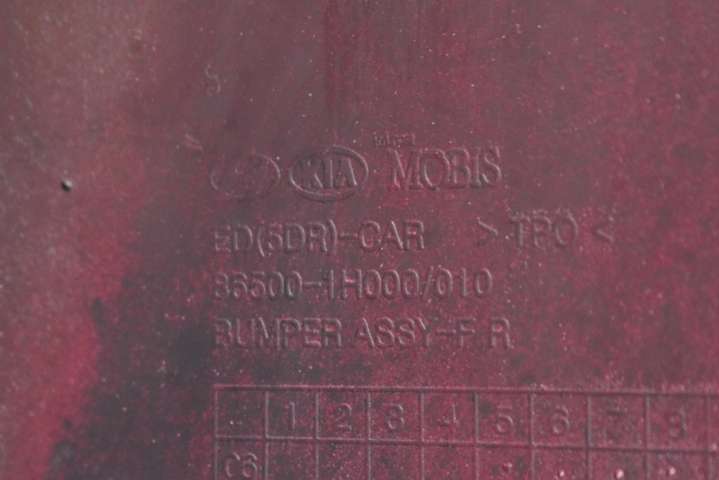 KIA MOBIS
ED(5DR)-CAR >TPO<
86500-1H000/010
BUMPER ASSY-F.R
1 2 3 4 5 6 7 8
06